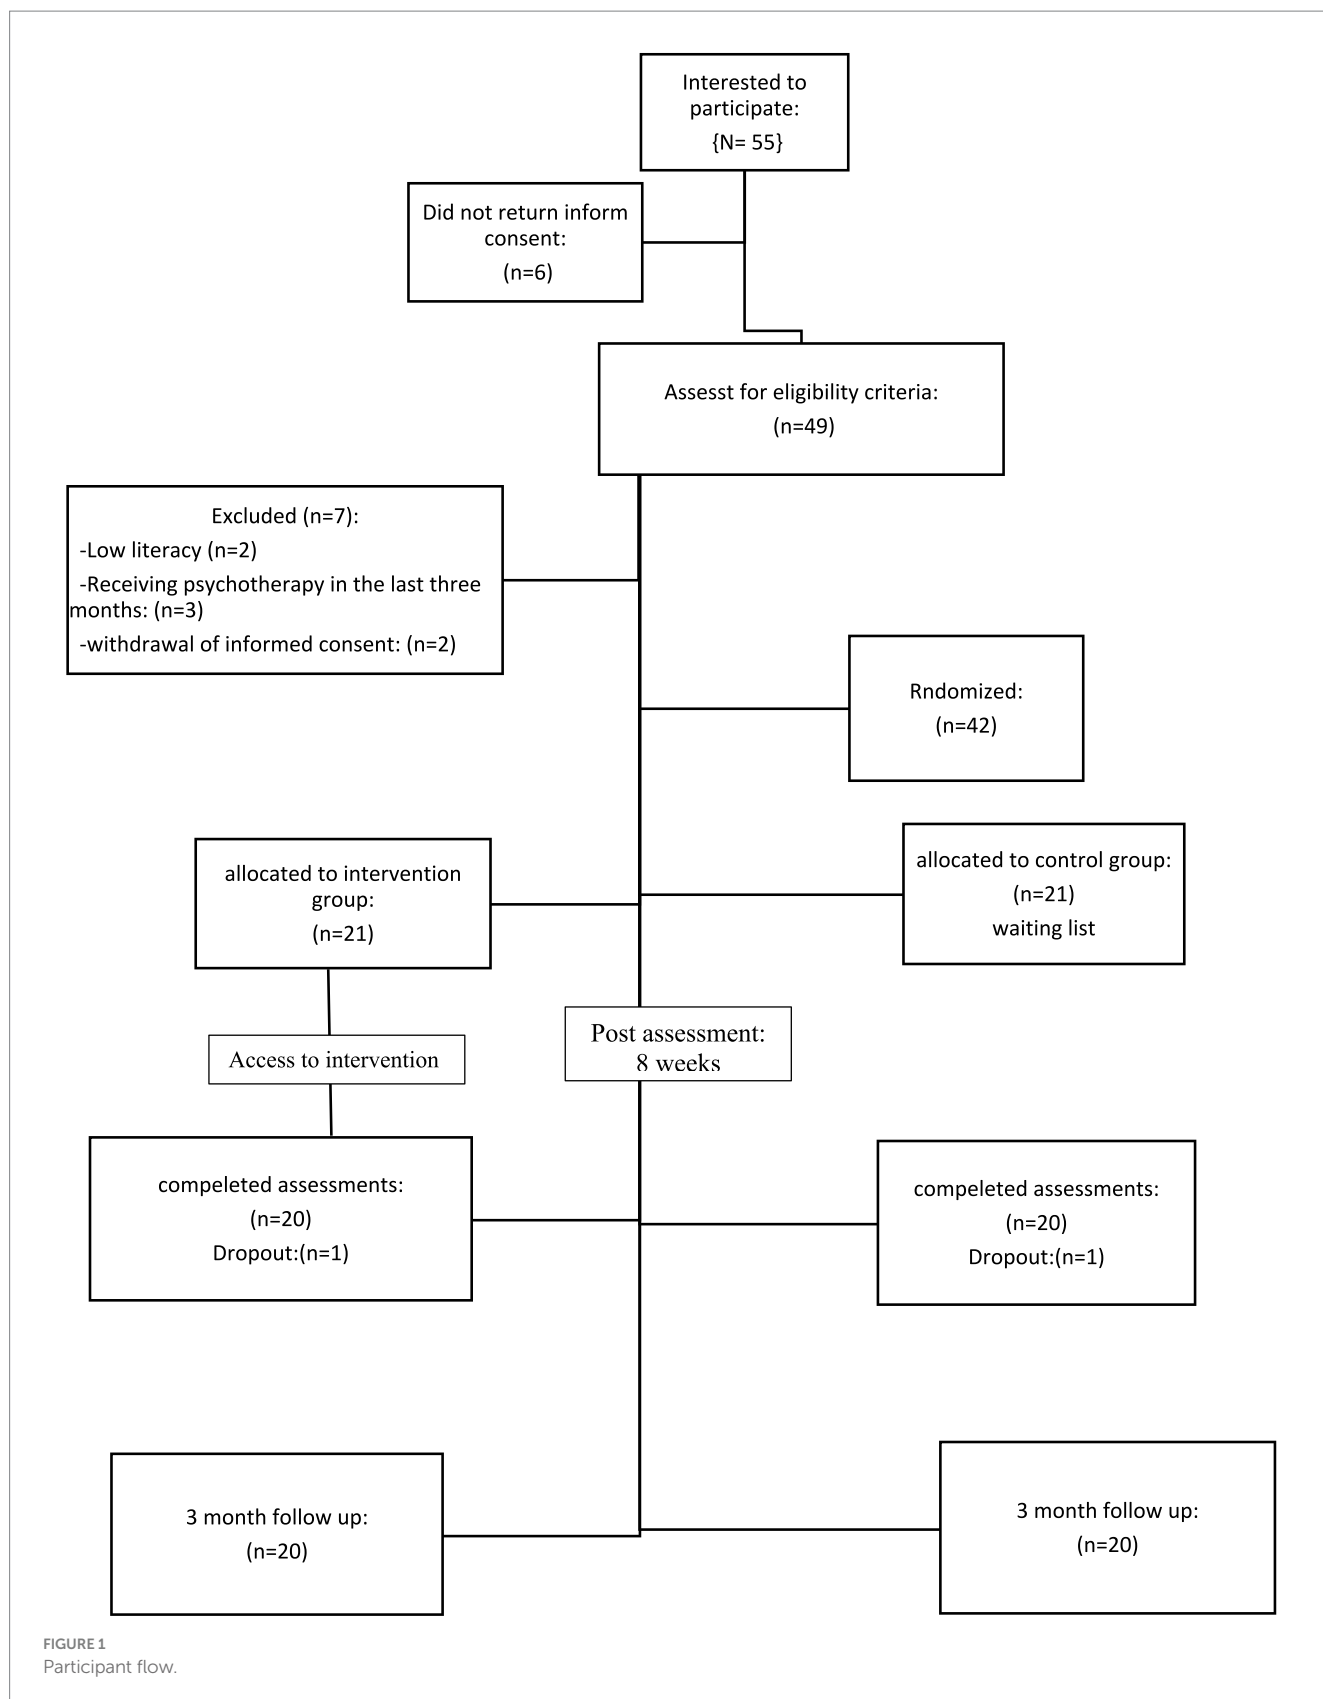 Interested to
participate:
{N= 55}
Did not return inform
consent:
(n=6)
Assesst for eligibility criteria:
(n=49)
Excluded (n=7):
-Low literacy (n=2)
-Receiving psychotherapy in the last three
months: (n=3)
-withdrawal of informed consent: (n=2)
Rndomized:
(n=42)
allocated to intervention
group:
(n=21)
allocated to control group:
(n=21)
waiting list
Access to intervention
Post assessment:
8 weeks
compeleted assessments:
(n=20)
Dropout:(n=1)
compeleted assessments:
(n=20)
Dropout:(n=1)
3 month follow up:
(n=20)
3 month follow up:
(n=20)
FIGURE 1
Participant flow.